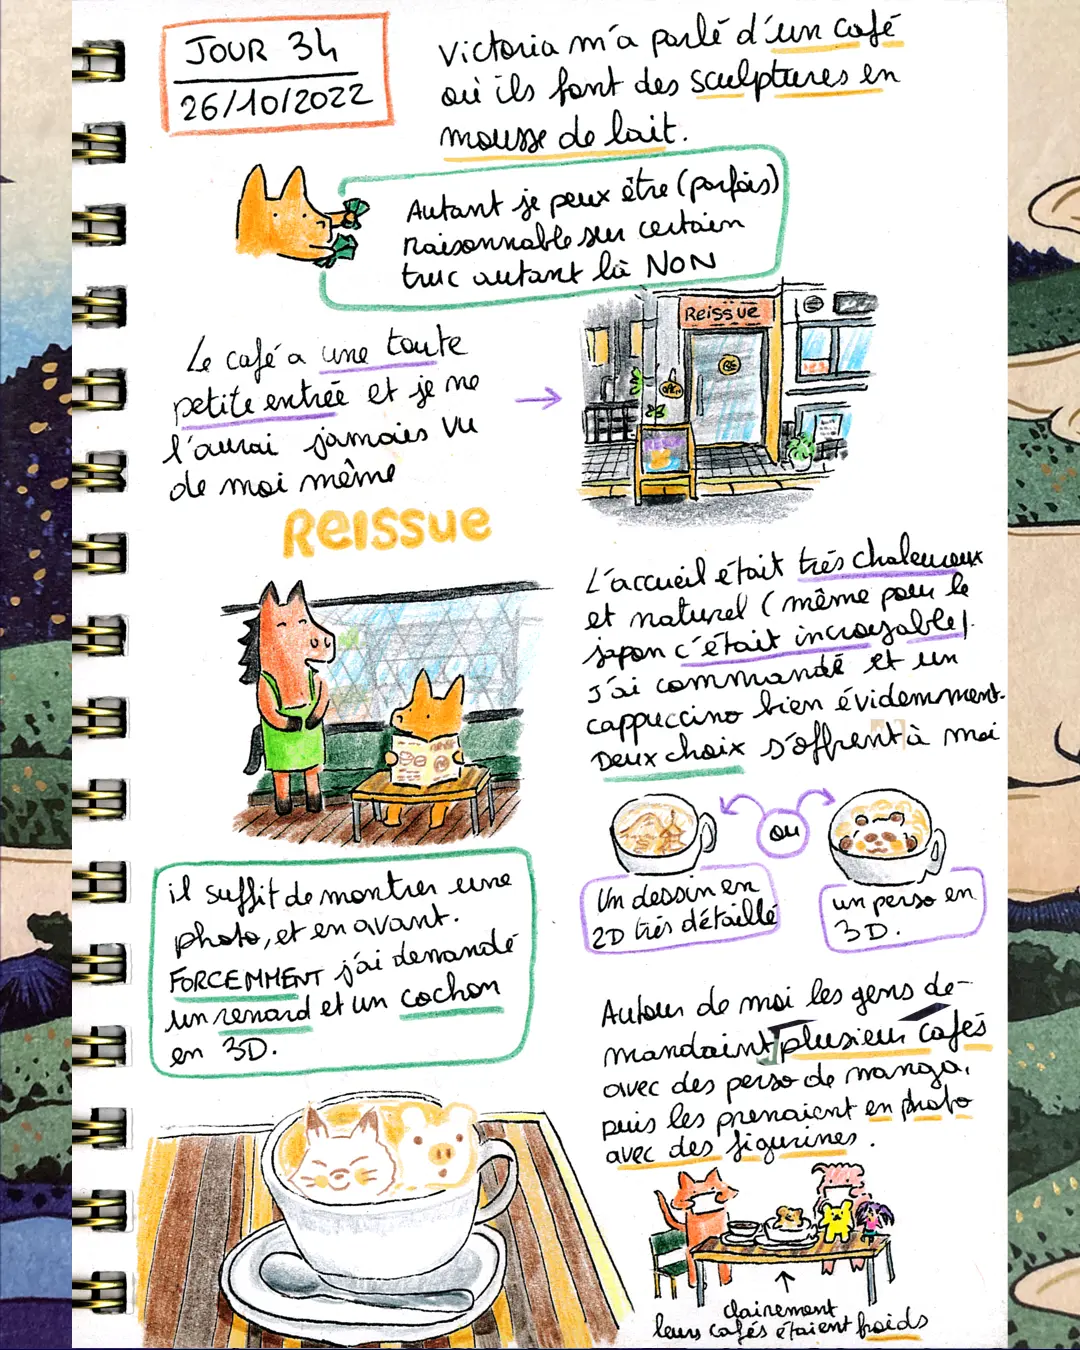 JOUR 34
26/10/2022
Victoria m'a parlé d'un café
où ils font des sculptures en
mousse de lait.
Autant je peux être (parfois)
raisonnable sur certain
truc autant là NON
Le café a une toute
petite entrée et je ne
l'aurai jamais vu
de moi même
Reissue
REISSUE
L'accueil était très chaleureux
et naturel (même pour le
japon c'était incroyable).
J'ai commandé et un
cappuccino bien évidemment.
Deux choix s'offrent à moi
ou
Un dessin en
2D très détaillé
un perso en
3D.
il suffit de montrer une
photo, et en avant.
FORCEMMENT j'ai demandé
un renard et un cochon
en 3D.
Autour de moi les gens de-
mandaint plusieur cafés
avec des perso de manga,
puis les prenaient en photo
avec des figurines.
clairement
leurs cafés étaient froids